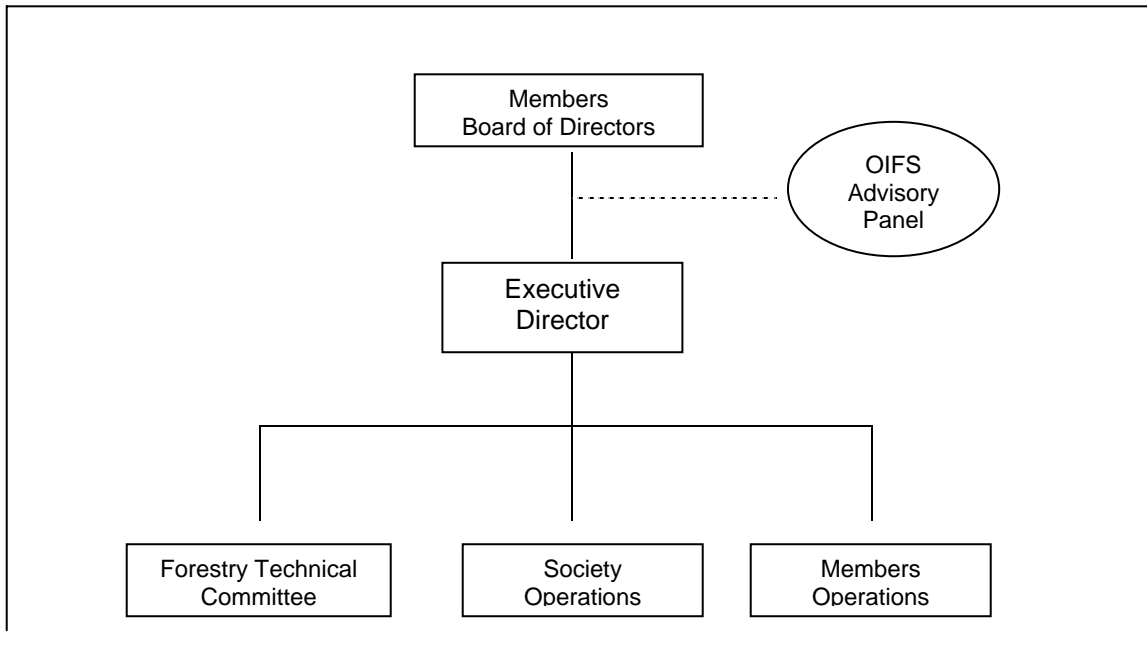 Members
Board of Directors
OIFS
Advisory
Panel
Executive
Director
Forestry Technical
Committee
Society
Operations
Members
Operations